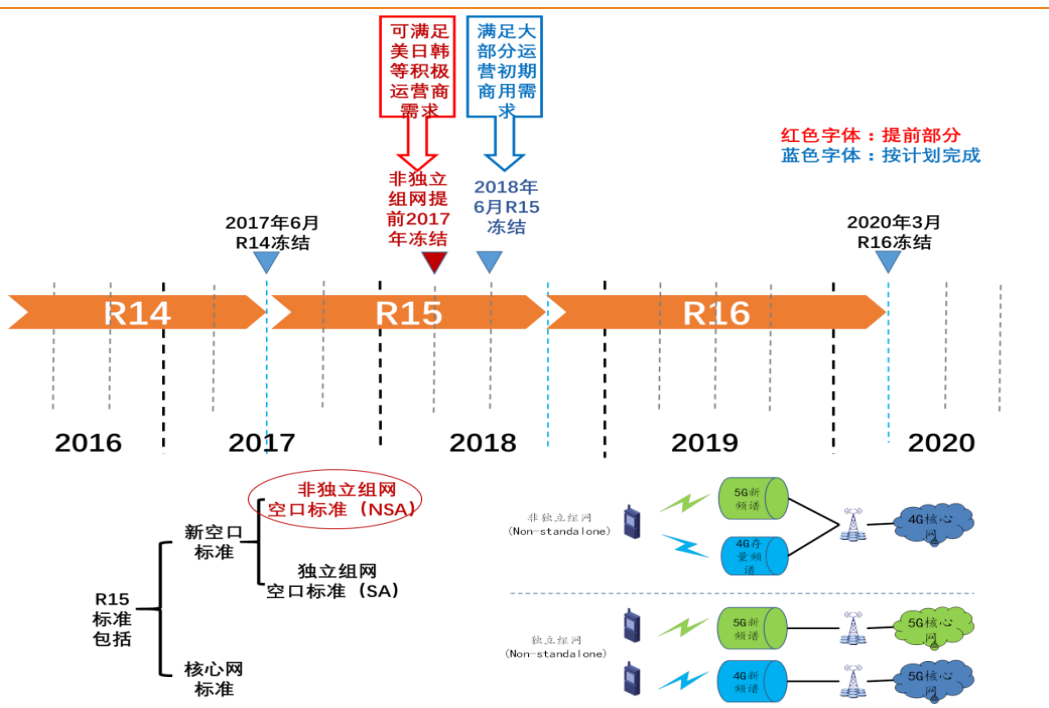 可满足
美日韩
等积极
运营商
需求
满足大
部分运
营初期
商用需
求
红色字体：提前部分
蓝色字体：按计划完成
非独立
组网提
前2017
年冻结
2018年
6月R15
冻结
2017年6月
R14冻结
2020年3月
R16冻结
R14
R15
R16
2016
2017
2018
2019
2020
R15
标准
包括
新空口
标准
非独立组网
空口标准（NSA）
独立组网
空口标准（SA）
核心网
标准
非独立组网
(Non-standalone)
5G新
频谱
4G存
量频
谱
4G核心
网
独立组网
(Non-standalone)
5G新
频谱
5G核心
网
4G新
频谱
5G核心
网